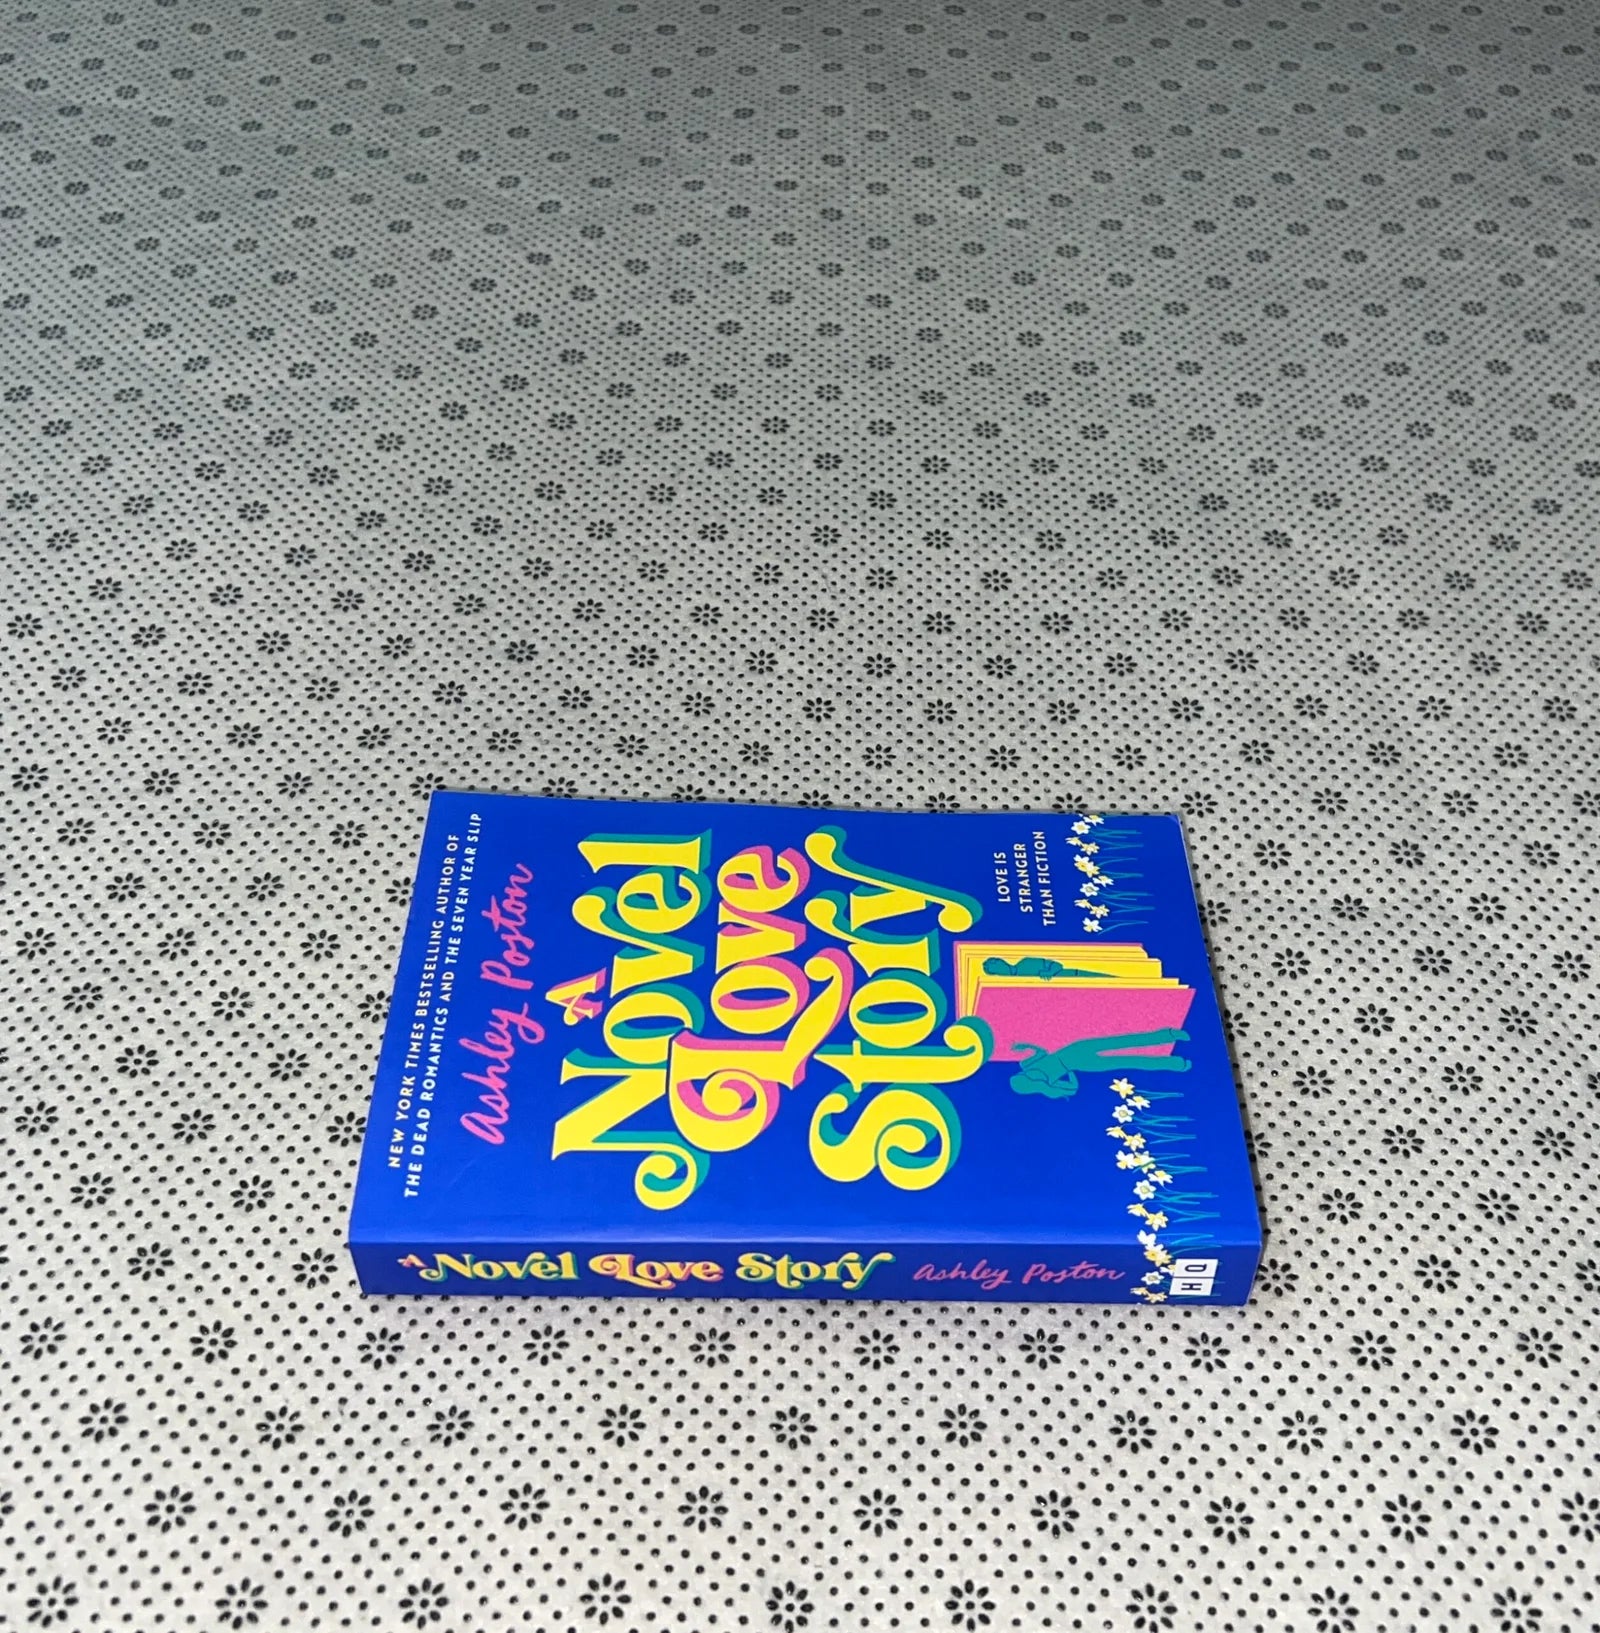 NEW YORK TIMES BESTSELLING AUTHOR OF
THE DEAD ROMANTICS AND THE SEVEN YEAR SLIP
Ashley Poston
A
Novel
Love
Story
LOVE IS
STRANGER
THAN FICTION
A Novel Love Story Ashley Poston HQ